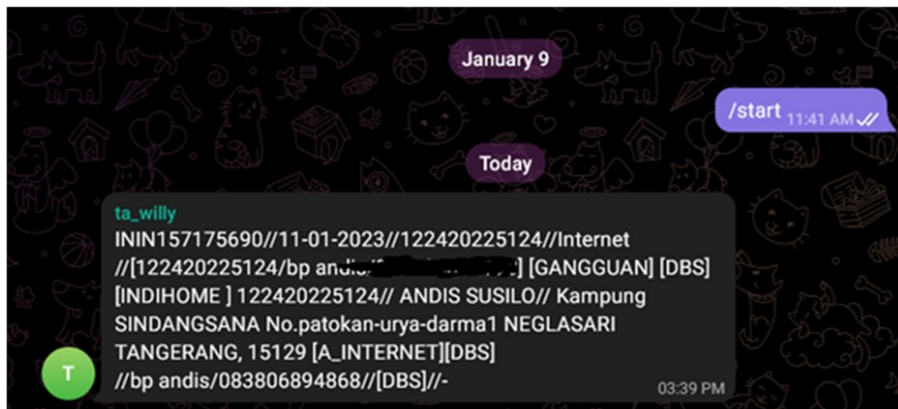 January 9
/start 11:41 AM
Today
ta_willy
ININ157175690//11-01-2023//122420225124//Internet
//[122420225124/bp andis/ ] [GANGGUAN] [DBS]
[INDIHOME ] 122420225124// ANDIS SUSILO// Kampung
SINDANGSANA No.patokan-urya-darma1 NEGLASARI
TANGERANG, 15129 [A_INTERNET][DBS]
T
//bp andis/083806894868//[DBS]//-
03:39 PM